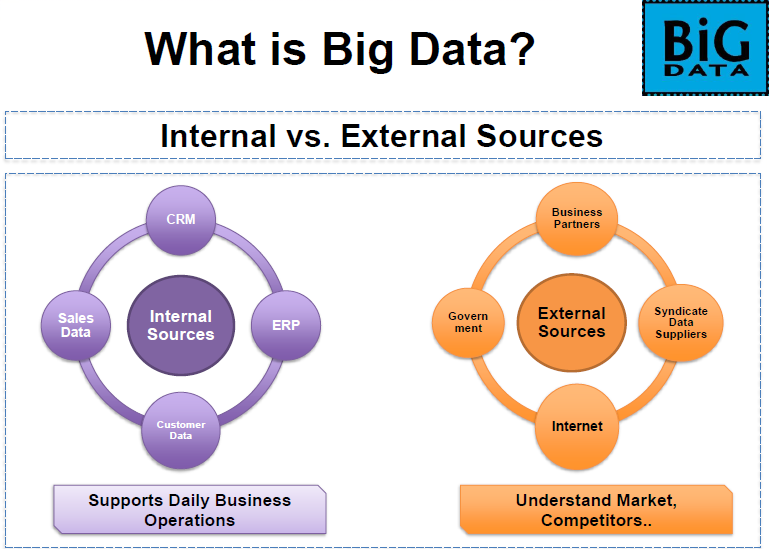 What is Big Data?
BiG
DATA
Internal vs. External Sources
CRM
Sales
Data
Internal
Sources
ERP
Customer
Data
Supports Daily Business
Operations
Business
Partners
Govern
ment
External
Sources
Syndicate
Data
Suppliers
Internet
Understand Market,
Competitors..